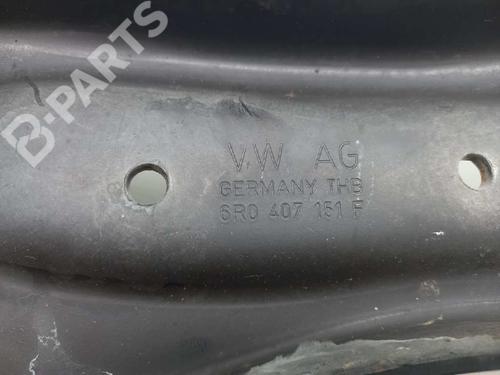 B-PARTS
VW AG
GERMANY THB
6R0 407 151 F